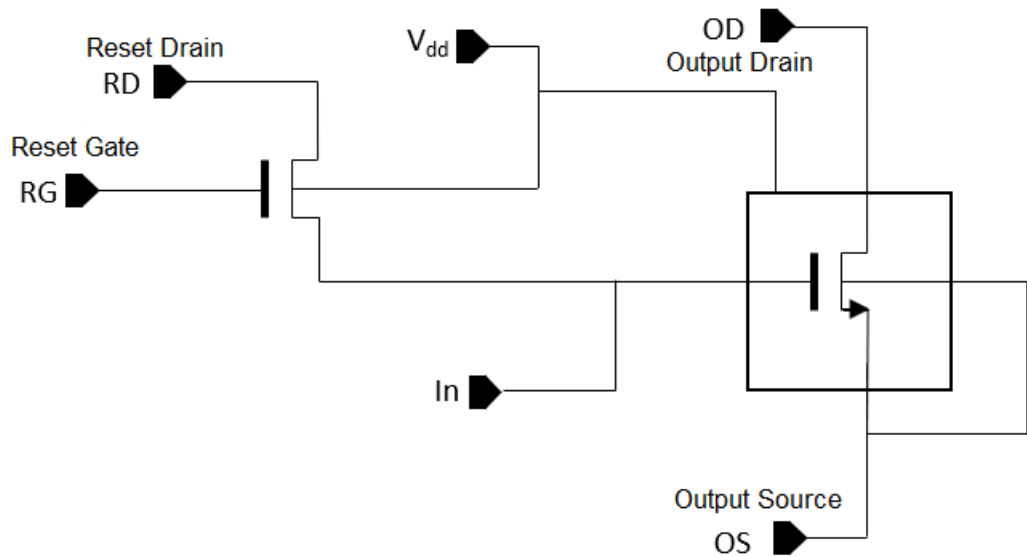 Reset Drain
RD
Vdd
OD
Output Drain
Reset Gate
RG
In
Output Source
OS